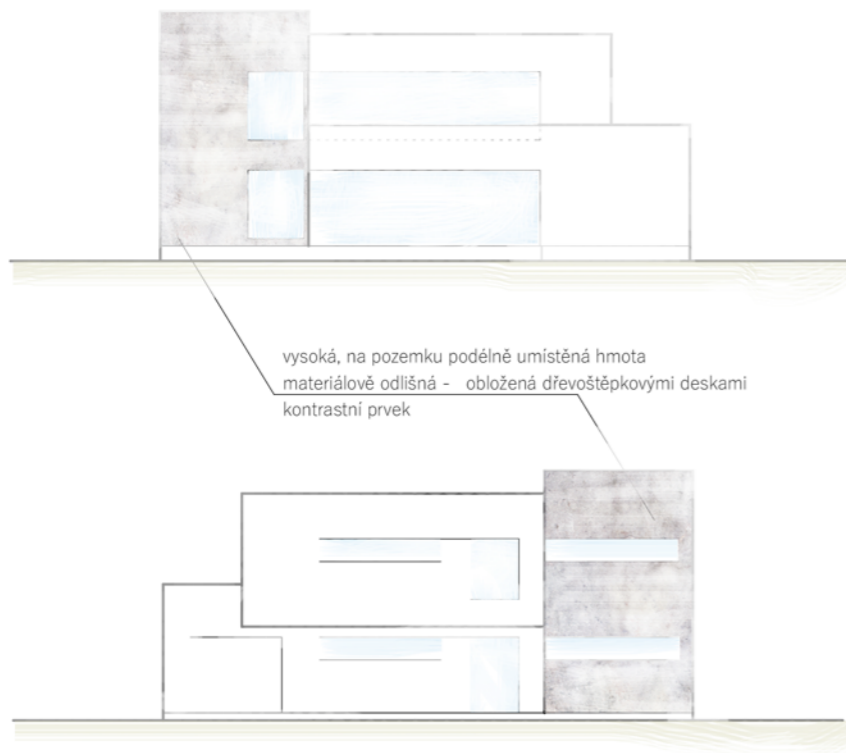 vysoká, na pozemku podélně umístěná hmota
materiálově odlišná - obložená dřevoštěpkovými deskami
kontrastní prvek